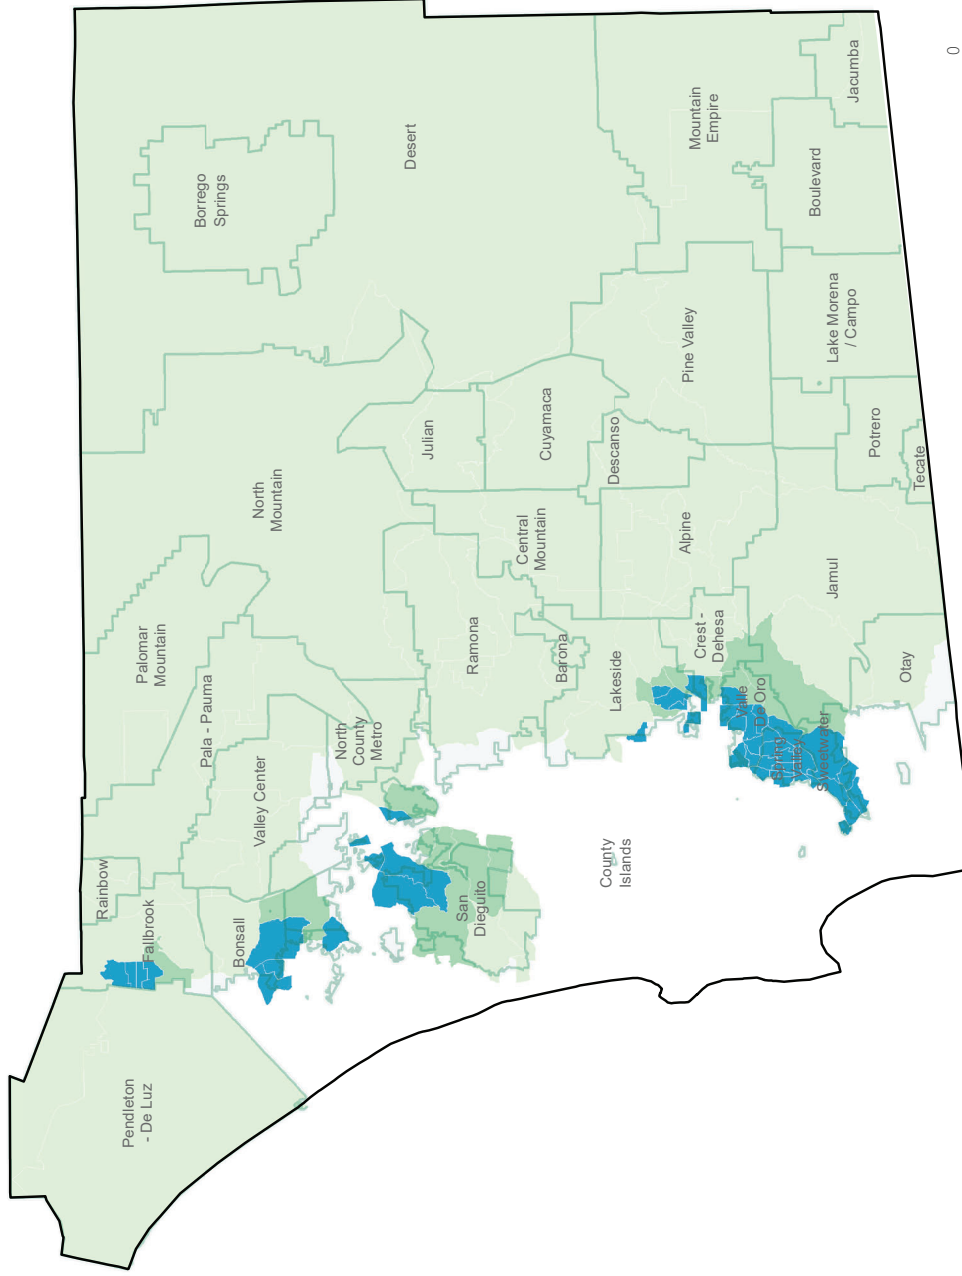 Pendleton
- De Luz
Fallbrook
Rainbow
Bonsall
Valley Center
Pala - Pauma
Palomar
Mountain
North
Mountain
Borrego
Springs
Desert
North
County
Metro
San
Dieguito
Ramona
Julian
Cuyamaca
Central
Mountain
Barona
Descanso
Lakeside
Alpine
Pine Valley
Mountain
Empire
County
Islands
Crest -
Dehesa
Valle
De Oro
Spring
Valley
Sweetwater
Jamul
Otay
Lake Morena
/ Campo
Boulevard
Jacumba
Potrero
Tecate
0